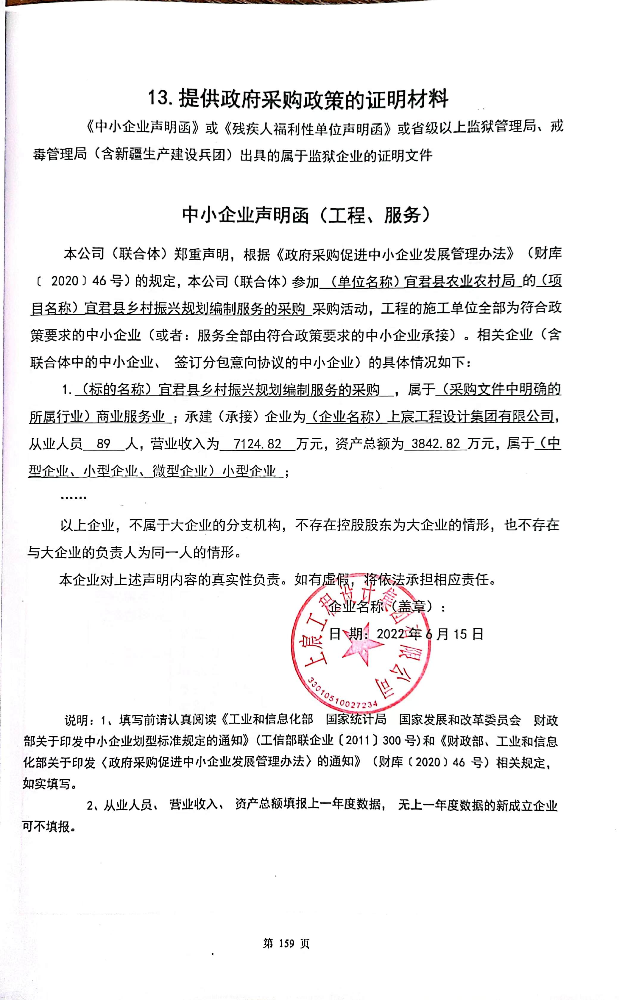 13.提供政府采购政策的证明材料
《中小企业声明函》或《残疾人福利性单位声明函》或省级以上监狱管理局、戒
毒管理局（含新疆生产建设兵团）出具的属于监狱企业的证明文件
中小企业声明函（工程、服务）
本公司（联合体）郑重声明，根据《政府采购促进中小企业发展管理办法》（财库
〔 2020〕46 号）的规定，本公司（联合体）参加 （单位名称）宜君县农业农村局 的（项
目名称）宜君县乡村振兴规划编制服务的采购 采购活动，工程的施工单位全部为符合政
策要求的中小企业（或者：服务全部由符合政策要求的中小企业承接）。相关企业（含
联合体中的中小企业、 签订分包意向协议的中小企业）的具体情况如下：
1.（标的名称）宜君县乡村振兴规划编制服务的采购 ，属于（采购文件中明确的
所属行业）商业服务业 ；承建（承接）企业为（企业名称）上宸工程设计集团有限公司，
从业人员 89 人，营业收入为 7124.82 万元，资产总额为 3842.82 万元，属于（中
型企业、小型企业、微型企业）小型企业 ；
……
以上企业，不属于大企业的分支机构，不存在控股股东为大企业的情形，也不存在
与大企业的负责人为同一人的情形。
本企业对上述声明内容的真实性负责。如有虚假，将依法承担相应责任。
企业名称（盖章）：
日 期：2022 年 6 月 15 日
上宸工程设计集团有限公司
33010510027234
说明：1、填写前请认真阅读《工业和信息化部 国家统计局 国家发展和改革委员会 财政
部关于印发中小企业划型标准规定的通知》(工信部联企业〔2011〕300 号)和《财政部、工业和信息
化部关于印发〈政府采购促进中小企业发展管理办法〉的通知》（财库〔2020〕46 号）相关规定，
如实填写。
2、从业人员、 营业收入、 资产总额填报上一年度数据， 无上一年度数据的新成立企业
可不填报。
第 159 页